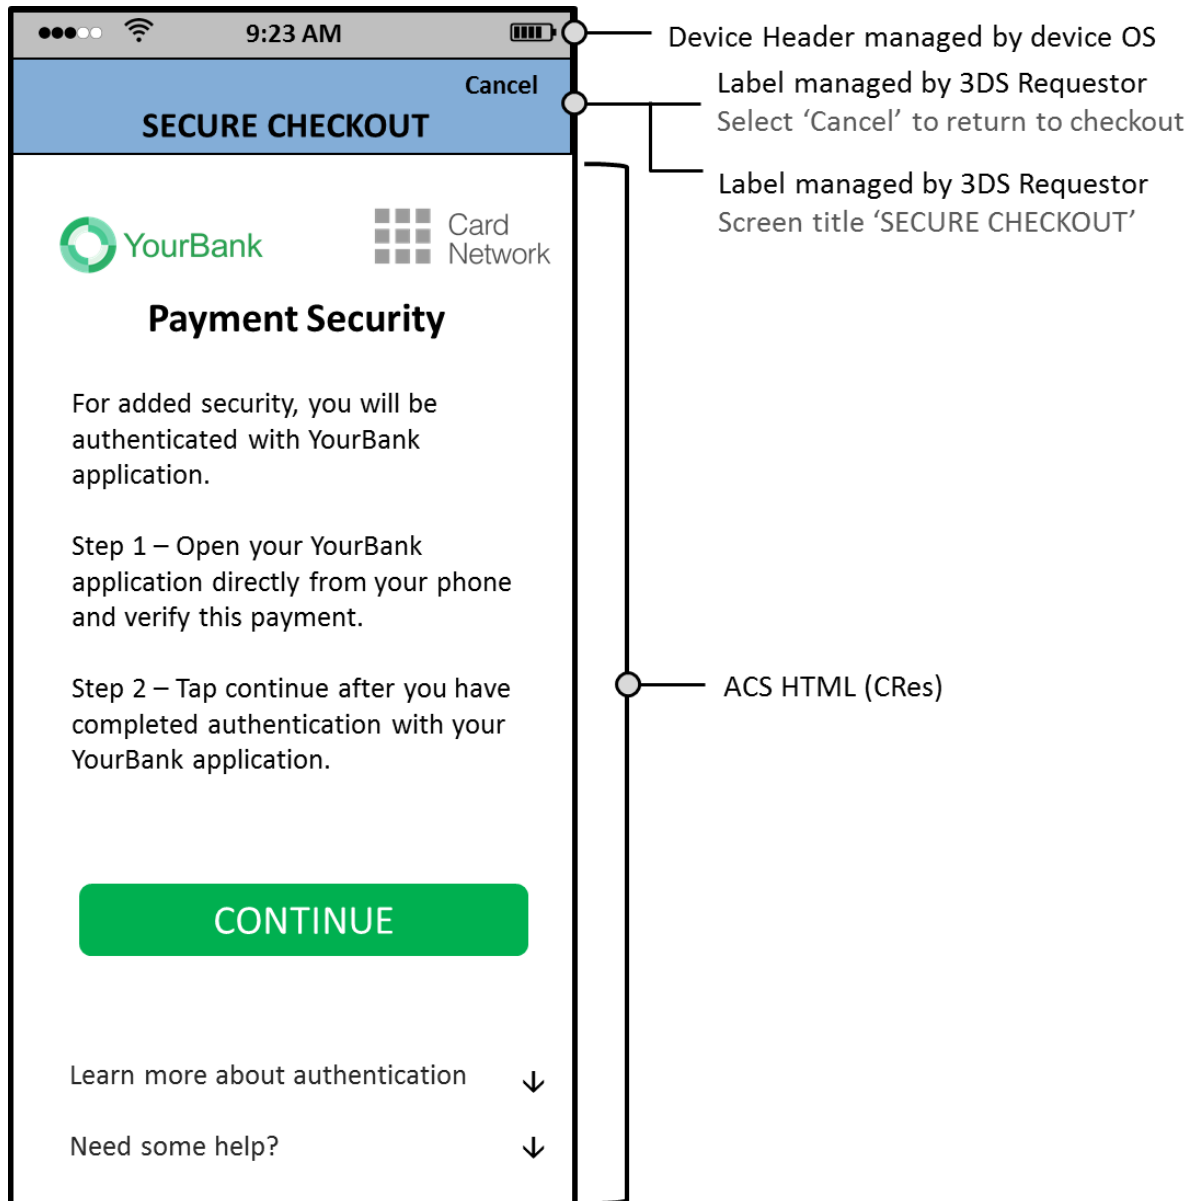 9:23 AM
Cancel
SECURE CHECKOUT
YourBank
Card
Network
Payment Security
For added security, you will be
authenticated with YourBank
application.
Step 1 – Open your YourBank
application directly from your phone
and verify this payment.
Step 2 – Tap continue after you have
completed authentication with your
YourBank application.
CONTINUE
Learn more about authentication
Need some help?
Device Header managed by device OS
Label managed by 3DS Requestor
Select ‘Cancel’ to return to checkout
Label managed by 3DS Requestor
Screen title ‘SECURE CHECKOUT’
ACS HTML (CRes)